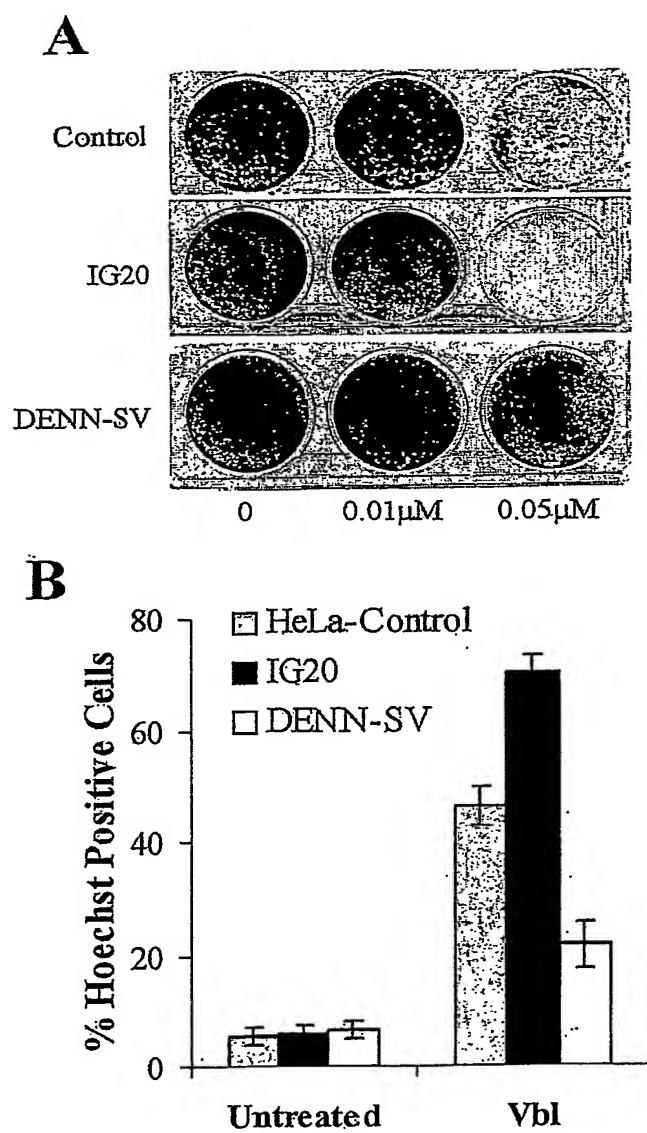 A
Control
IG20
DENN-SV
0 0.01µM 0.05µM
B
80
60
40
20
0
% Hoechst Positive Cells
HeLa-Control
IG20
DENN-SV
Untreated Vbl